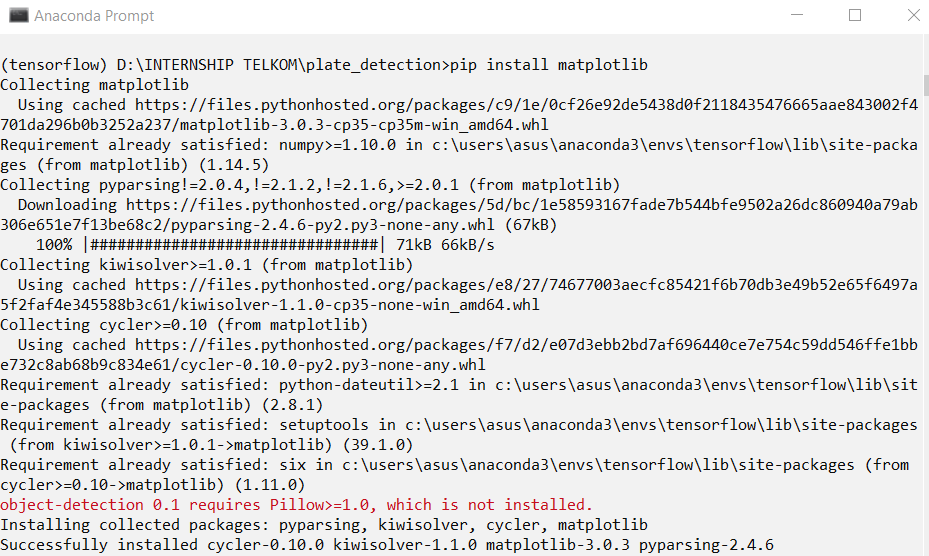 Anaconda Prompt
(tensorflow) D:\INTERNSHIP TELKOM\plate_detection>pip install matplotlib
Collecting matplotlib
  Using cached https://files.pythonhosted.org/packages/c9/1e/0cf26e92de5438d0f2118435476665aae843002f4
701da296b0b3252a237/matplotlib-3.0.3-cp35-cp35m-win_amd64.whl
Requirement already satisfied: numpy>=1.10.0 in c:\users\asus\anaconda3\envs\tensorflow\lib\site-packa
ges (from matplotlib) (1.14.5)
Collecting pyparsing!=2.0.4,!=2.1.2,!=2.1.6,>=2.0.1 (from matplotlib)
  Downloading https://files.pythonhosted.org/packages/5d/bc/1e58593167fade7b544bfe9502a26dc860940a79ab
306e651e7f13be68c2/pyparsing-2.4.6-py2.py3-none-any.whl (67kB)
    100% |################################| 71kB 66kB/s
Collecting kiwisolver>=1.0.1 (from matplotlib)
  Using cached https://files.pythonhosted.org/packages/e8/27/74677003aecfc85421f6b70db3e49b52e65f6497a
5f2faf4e345588b3c61/kiwisolver-1.1.0-cp35-none-win_amd64.whl
Collecting cycler>=0.10 (from matplotlib)
  Using cached https://files.pythonhosted.org/packages/f7/d2/e07d3ebb2bd7af696440ce7e754c59dd546ffe1bb
e732c8ab68b9c834e61/cycler-0.10.0-py2.py3-none-any.whl
Requirement already satisfied: python-dateutil>=2.1 in c:\users\asus\anaconda3\envs\tensorflow\lib\sit
e-packages (from matplotlib) (2.8.1)
Requirement already satisfied: setuptools in c:\users\asus\anaconda3\envs\tensorflow\lib\site-packages
 (from kiwisolver>=1.0.1->matplotlib) (39.1.0)
Requirement already satisfied: six in c:\users\asus\anaconda3\envs\tensorflow\lib\site-packages (from
cycler>=0.10->matplotlib) (1.11.0)
object-detection 0.1 requires Pillow>=1.0, which is not installed.
Installing collected packages: pyparsing, kiwisolver, cycler, matplotlib
Successfully installed cycler-0.10.0 kiwisolver-1.1.0 matplotlib-3.0.3 pyparsing-2.4.6